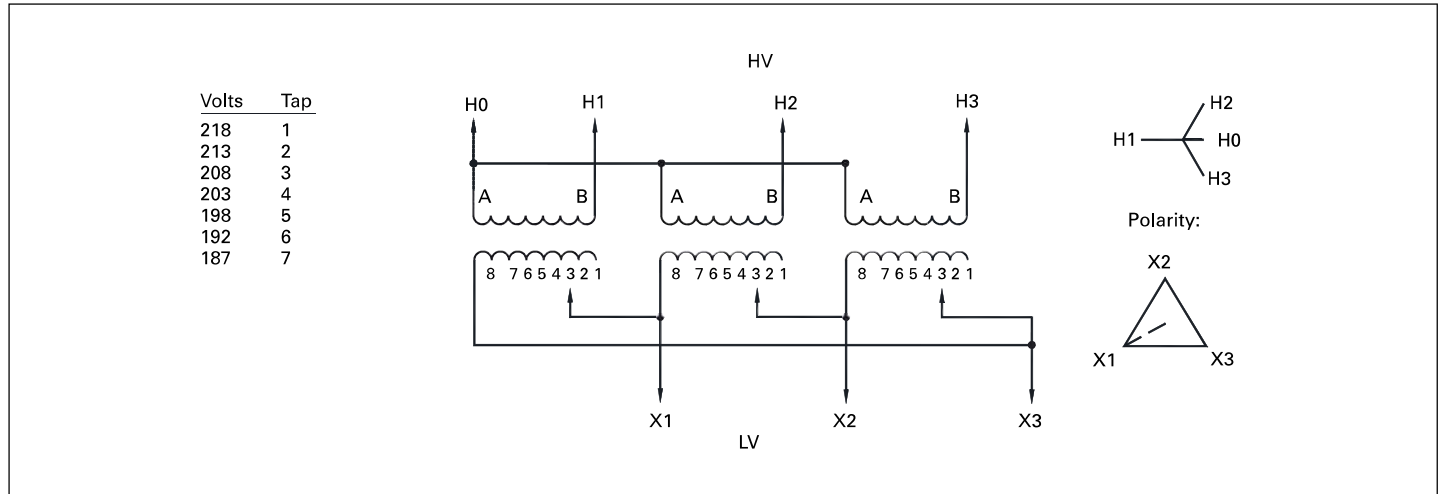 HV
Volts Tap
218 1
213 2
208 3
203 4
198 5
192 6
187 7
H0 H1 H2 H3
A B A B A B
8 7 6 5 4 3 2 1 8 7 6 5 4 3 2 1 8 7 6 5 4 3 2 1
X1 X2 X3
LV
H2
H1 H0
H3
Polarity:
X2
X1 X3